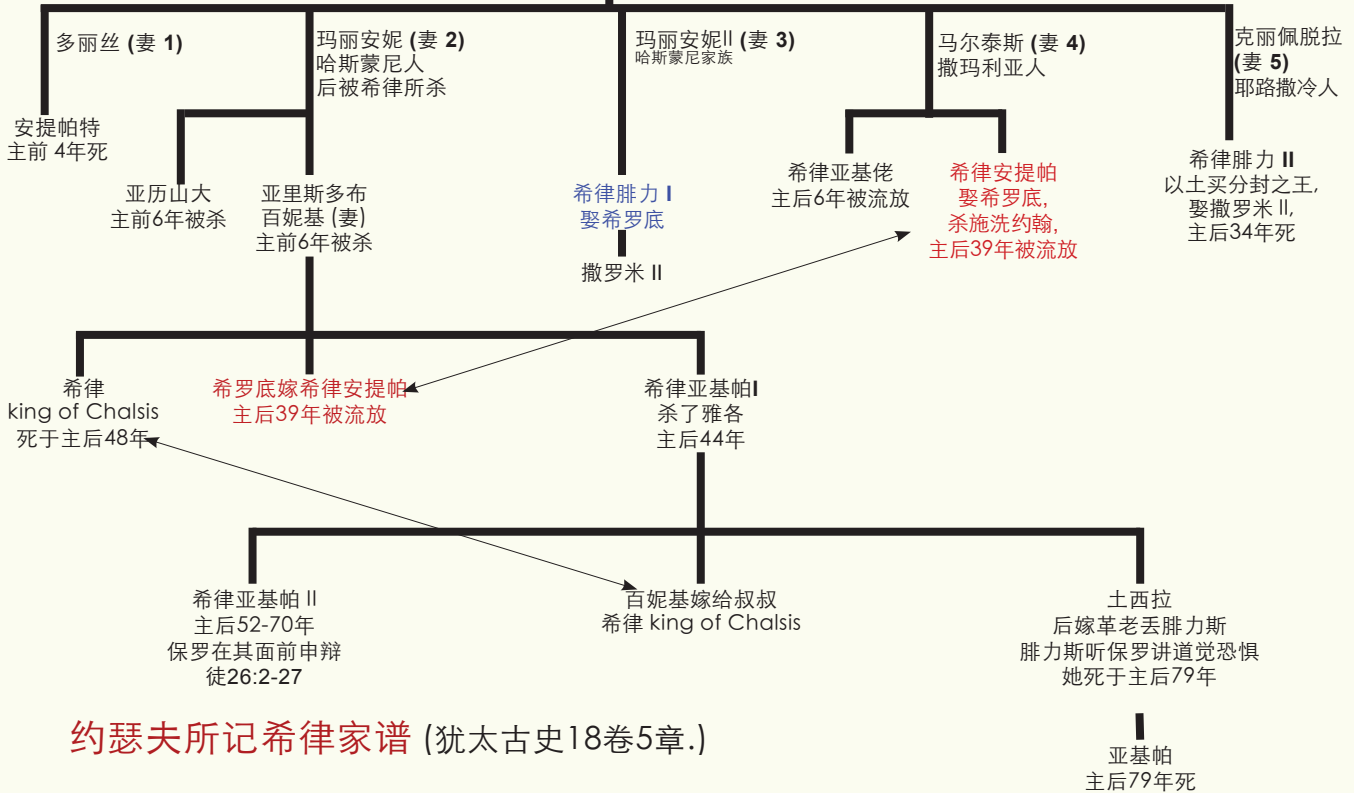 多丽丝 (妻 1)
玛丽安妮 (妻 2)
哈斯蒙尼人
后被希律所杀
玛丽安妮II (妻 3)
哈斯蒙尼家族
马尔泰斯 (妻 4)
撒玛利亚人
克丽佩脱拉
(妻 5)
耶路撒冷人
安提帕特
主前 4年死
亚历山大
主前6年被杀
亚里斯多布
百妮基 (妻)
主前6年被杀
希律腓力 I
娶希罗底
撒罗米 II
希律亚基佬
主后6年被流放
希律安提帕
娶希罗底,
杀施洗约翰,
主后39年被流放
希律腓力 II
以土买分封之王,
娶撒罗米 II,
主后34年死
希律
king of Chalsis
死于主后48年
希罗底嫁希律安提帕
主后39年被流放
希律亚基帕I
杀了雅各
主后44年
希律亚基帕 II
主后52-70年
保罗在其面前申辩
徒26:2-27
百妮基嫁给叔叔
希律 king of Chalsis
土西拉
后嫁革老丢腓力斯
腓力斯听保罗讲道觉恐惧
她死于主后79年
亚基帕
主后79年死
约瑟夫所记希律家谱 (犹太古史18卷5章.)